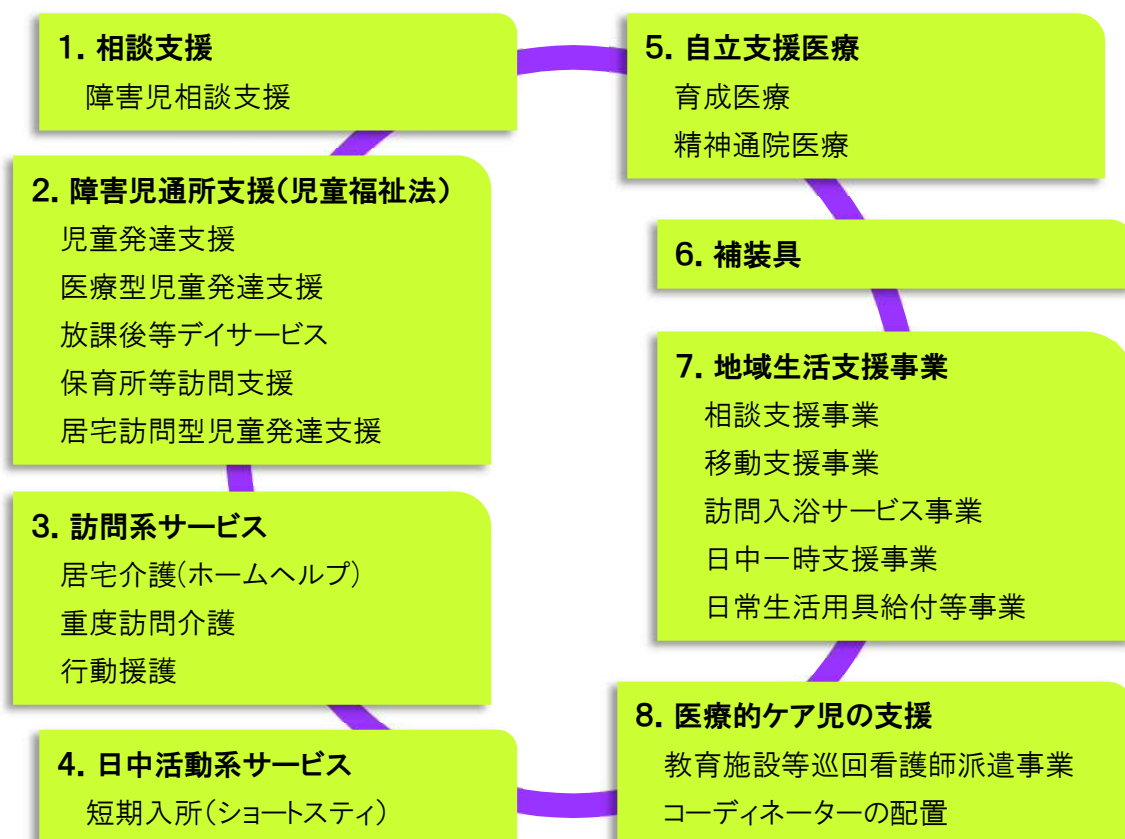 1. 相談支援
障害児相談支援
2. 障害児通所支援(児童福祉法)
児童発達支援
医療型児童発達支援
放課後等デイサービス
保育所等訪問支援
居宅訪問型児童発達支援
3. 訪問系サービス
居宅介護(ホームヘルプ)
重度訪問介護
行動援護
4. 日中活動系サービス
短期入所(ショートスティ)
5. 自立支援医療
育成医療
精神通院医療
6. 補装具
7. 地域生活支援事業
相談支援事業
移動支援事業
訪問入浴サービス事業
日中一時支援事業
日常生活用具給付等事業
8. 医療的ケア児の支援
教育施設等巡回看護師派遣事業
コーディネーターの配置